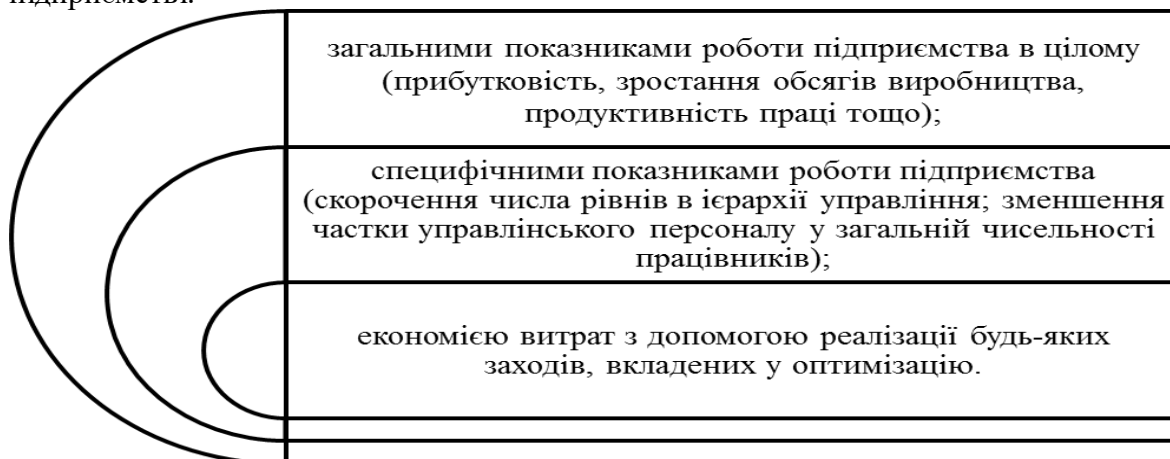 підприємстві.
загальними показниками роботи підприємства в цілому
(прибутковість, зростання обсягів виробництва,
продуктивність праці тощо);
специфічними показниками роботи підприємства
(скорочення числа рівнів в ієрархії управління; зменшення
частки управлінського персоналу у загальній чисельності
працівників);
економією витрат з допомогою реалізації будь-яких
заходів, вкладених у оптимізацію.